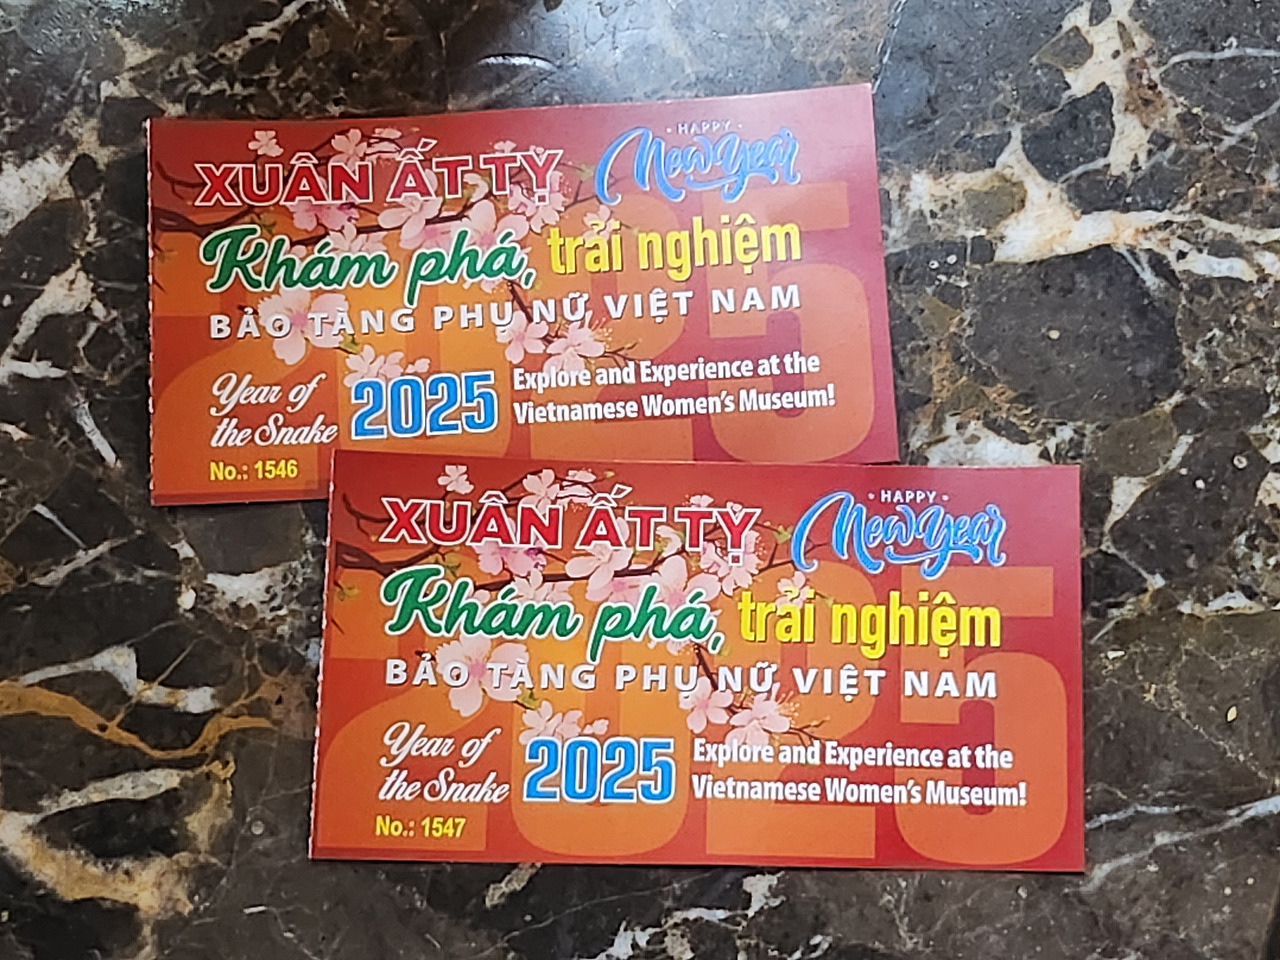 XUÂN ẤT TỴ
• HAPPY •
New Year
Khám phá, trải nghiệm
BẢO TÀNG PHỤ NỮ VIỆT NAM
Year of
the Snake
2025
Explore and Experience at the
Vietnamese Women's Museum!
No.: 1546
XUÂN ẤT TỴ
• HAPPY •
New Year
Khám phá, trải nghiệm
BẢO TÀNG PHỤ NỮ VIỆT NAM
Year of
the Snake
2025
Explore and Experience at the
Vietnamese Women's Museum!
No.: 1547